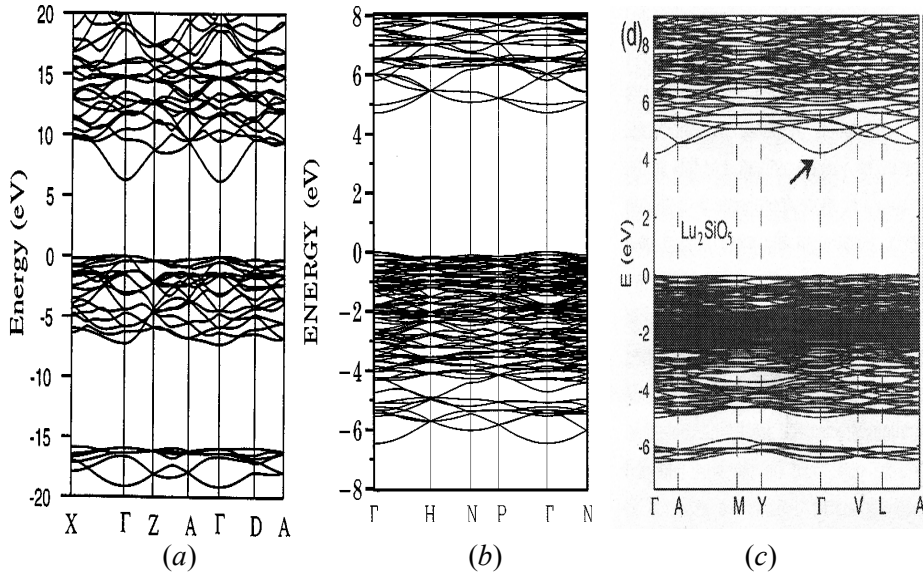 20
15
10
5
0
-5
-10
-15
-20
Energy (eV)
X Γ Z A Γ D A
(a)
8
6
4
2
0
−2
−4
−6
−8
ENERGY (eV)
Γ H N P Γ N
(b)
(d)
8
6
4
2
0
-2
-4
-6
E (eV)
Lu₂SiO₅
Γ A M Y Γ V L A
(c)